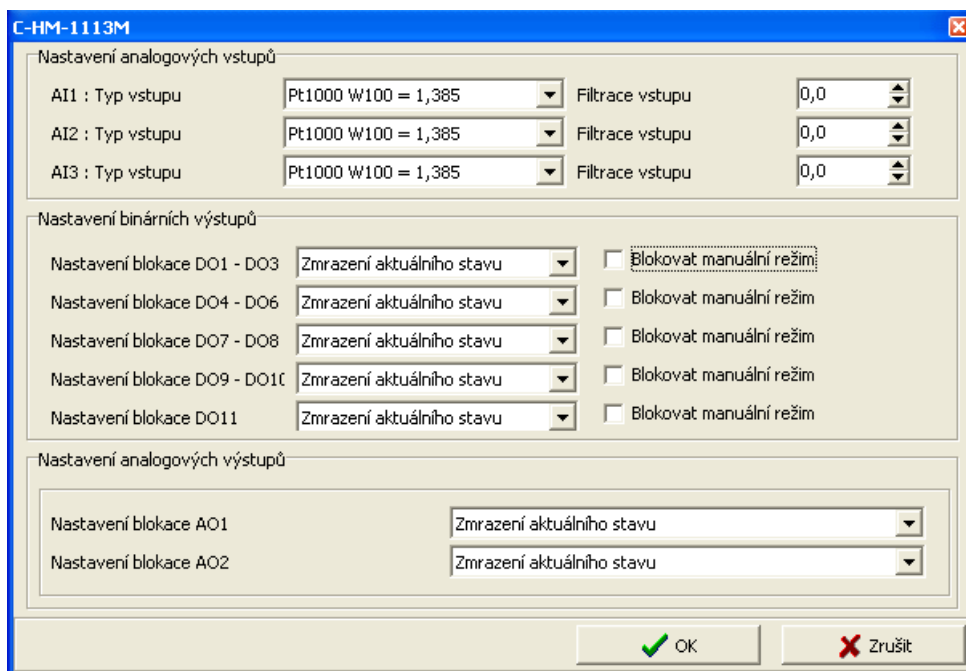 C-HM-1113M
Nastavení analogových vstupů
AI1 : Typ vstupu Pt1000 W100 = 1,385 Filtrace vstupu 0,0
AI2 : Typ vstupu Pt1000 W100 = 1,385 Filtrace vstupu 0,0
AI3 : Typ vstupu Pt1000 W100 = 1,385 Filtrace vstupu 0,0
Nastavení binárních výstupů
Nastavení blokace DO1 - DO3 Zmrazení aktuálního stavu Blokovat manuální režim
Nastavení blokace DO4 - DO6 Zmrazení aktuálního stavu Blokovat manuální režim
Nastavení blokace DO7 - DO8 Zmrazení aktuálního stavu Blokovat manuální režim
Nastavení blokace DO9 - DO10 Zmrazení aktuálního stavu Blokovat manuální režim
Nastavení blokace DO11 Zmrazení aktuálního stavu Blokovat manuální režim
Nastavení analogových výstupů
Nastavení blokace AO1 Zmrazení aktuálního stavu
Nastavení blokace AO2 Zmrazení aktuálního stavu
OK Zrušit